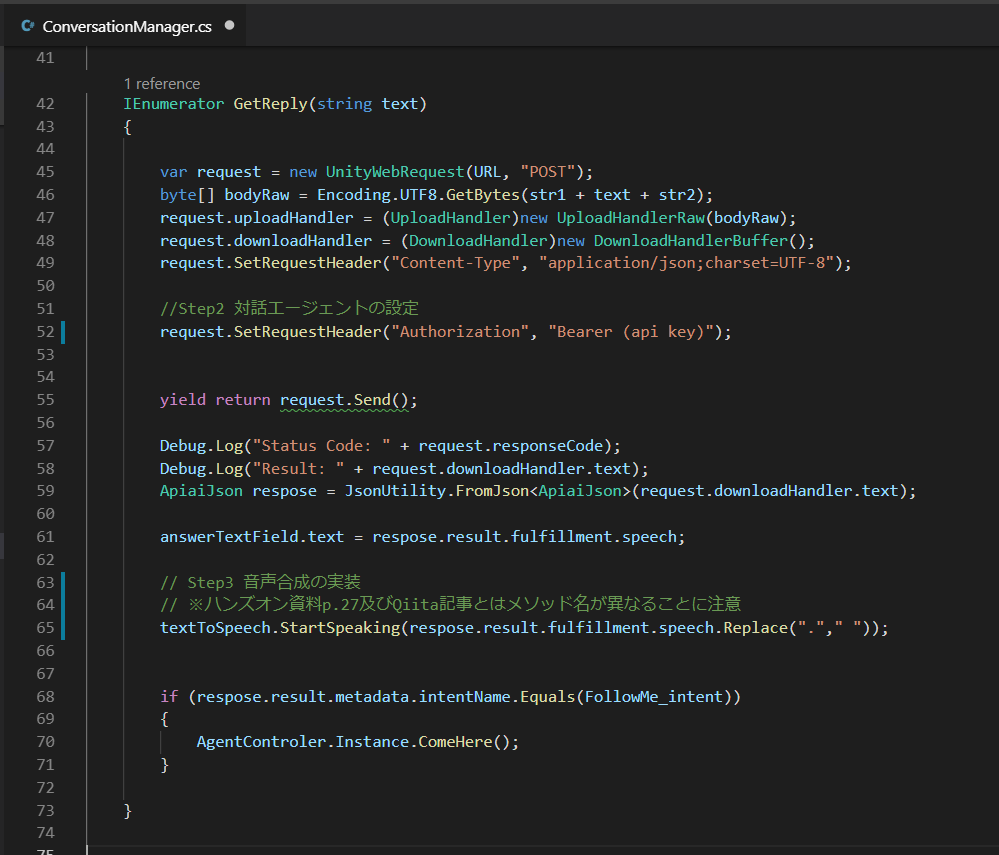 ConversationManager.cs
41
1 reference
42 IEnumerator GetReply(string text)
43 {
44
45 var request = new UnityWebRequest(URL, "POST");
46 byte[] bodyRaw = Encoding.UTF8.GetBytes(str1 + text + str2);
47 request.uploadHandler = (UploadHandler)new UploadHandlerRaw(bodyRaw);
48 request.downloadHandler = (DownloadHandler)new DownloadHandlerBuffer();
49 request.SetRequestHeader("Content-Type", "application/json;charset=UTF-8");
50
51 //Step2 対話エージェントの設定
52 request.SetRequestHeader("Authorization", "Bearer (api key)");
53
54
55 yield return request.Send();
56
57 Debug.Log("Status Code: " + request.responseCode);
58 Debug.Log("Result: " + request.downloadHandler.text);
59 ApiaiJson respose = JsonUtility.FromJson<ApiaiJson>(request.downloadHandler.text);
60
61 answerTextField.text = respose.result.fulfillment.speech;
62
63 // Step3 音声合成の実装
64 // ※ハンズオン資料p.27及びQiita記事とはメソッド名が異なることに注意
65 textToSpeech.StartSpeaking(respose.result.fulfillment.speech.Replace("."," "));
66
67
68 if (respose.result.metadata.intentName.Equals(FollowMe_intent))
69 {
70 AgentControler.Instance.ComeHere();
71 }
72
73 }
74
75